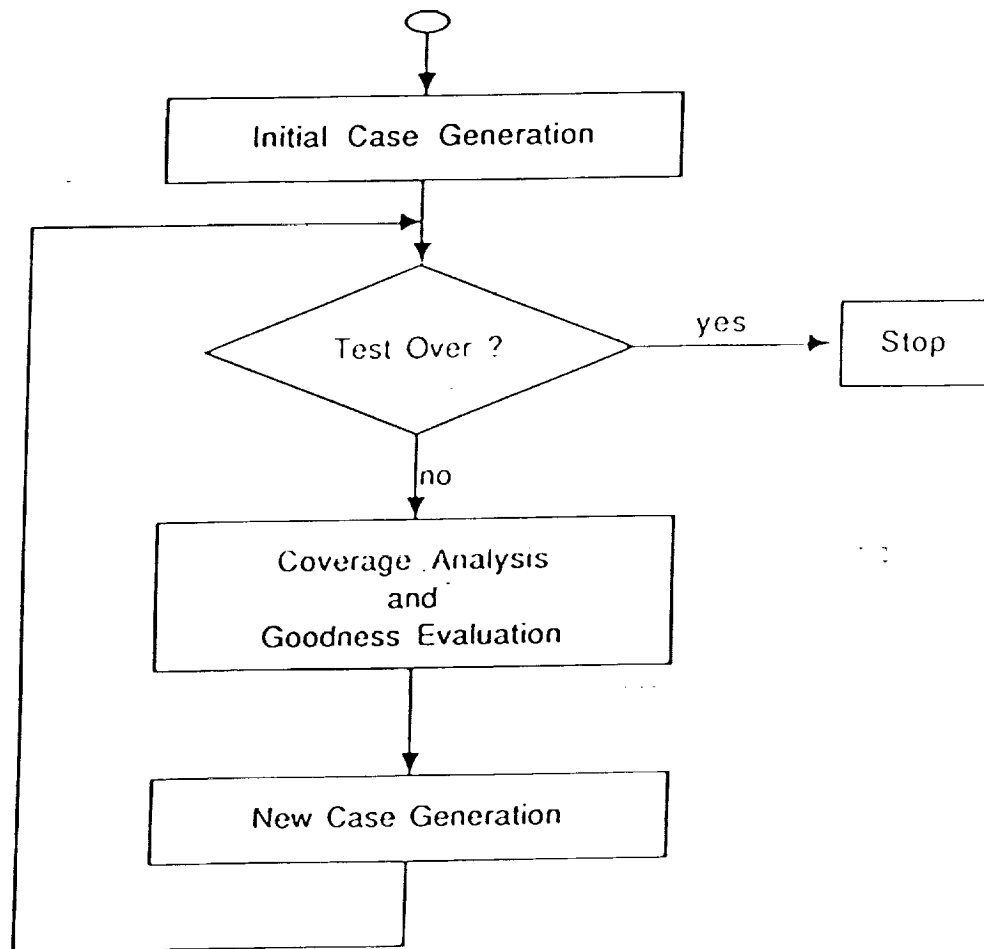 Initial Case Generation
Test Over ?
yes
Stop
no
Coverage Analysis
and
Goodness Evaluation
New Case Generation